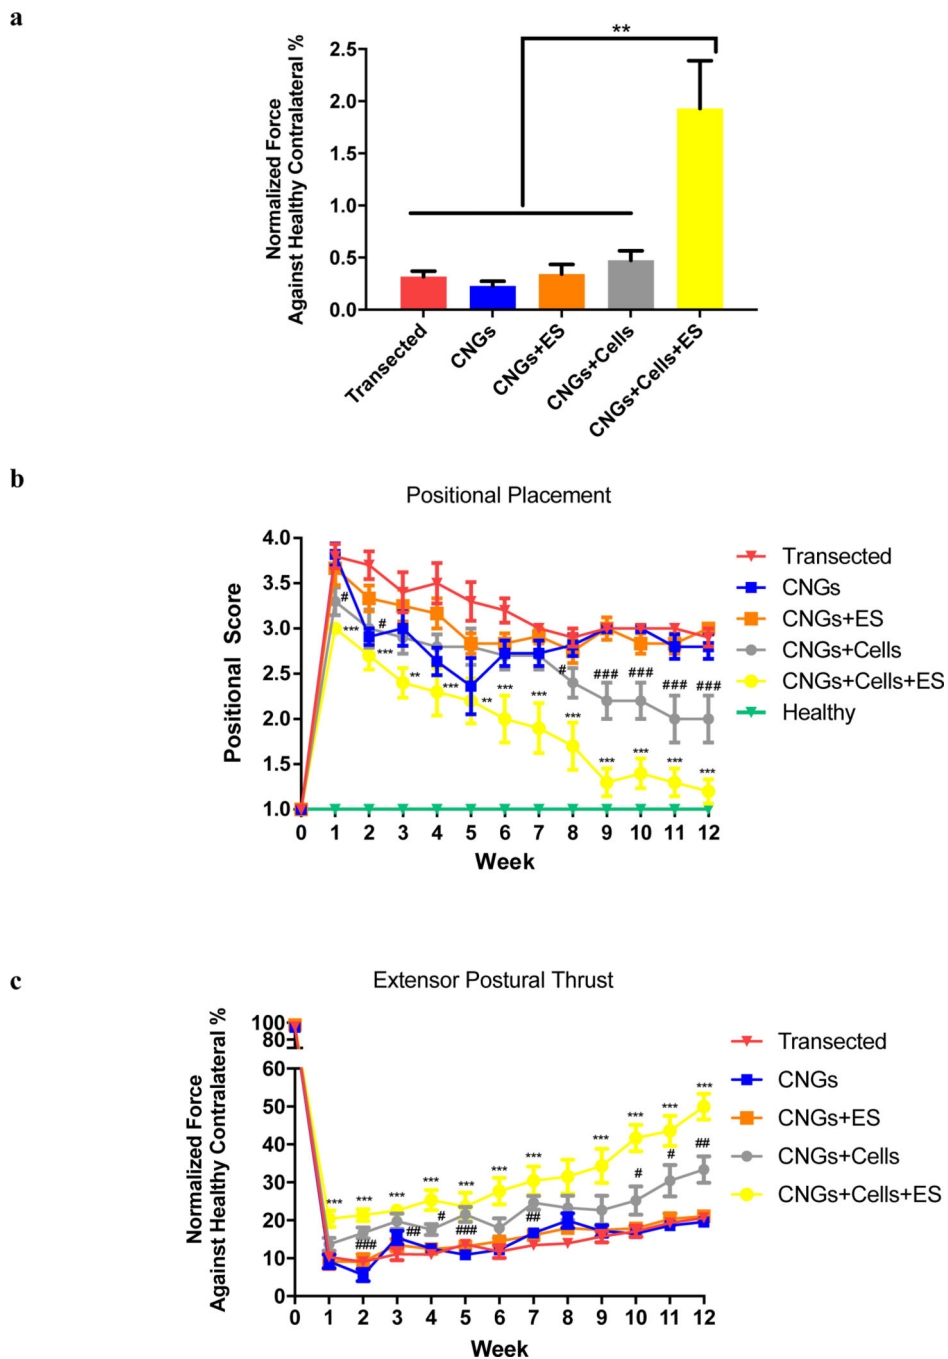 a
**
Normalized Force
Against Healthy Contralateral %
2.5
2.0
1.5
1.0
0.5
0.0
Transected
CNGs
CNGs+ES
CNGs+Cells
CNGs+Cells+ES
b
Positional Placement
Positional Score
4.0
3.5
3.0
2.5
2.0
1.5
1.0
# *** # *** ** *** ** *** *** # *** ### *** ### *** ### *** ### ***
0 1 2 3 4 5 6 7 8 9 10 11 12
Week
Transected
CNGs
CNGs+ES
CNGs+Cells
CNGs+Cells+ES
Healthy
c
Extensor Postural Thrust
Normalized Force
Against Healthy Contralateral %
100
80
60
50
40
30
20
10
0
*** *** ### *** ## *** # *** ### *** *** ## *** *** # *** # *** ##
0 1 2 3 4 5 6 7 8 9 10 11 12
Week
Transected
CNGs
CNGs+ES
CNGs+Cells
CNGs+Cells+ES